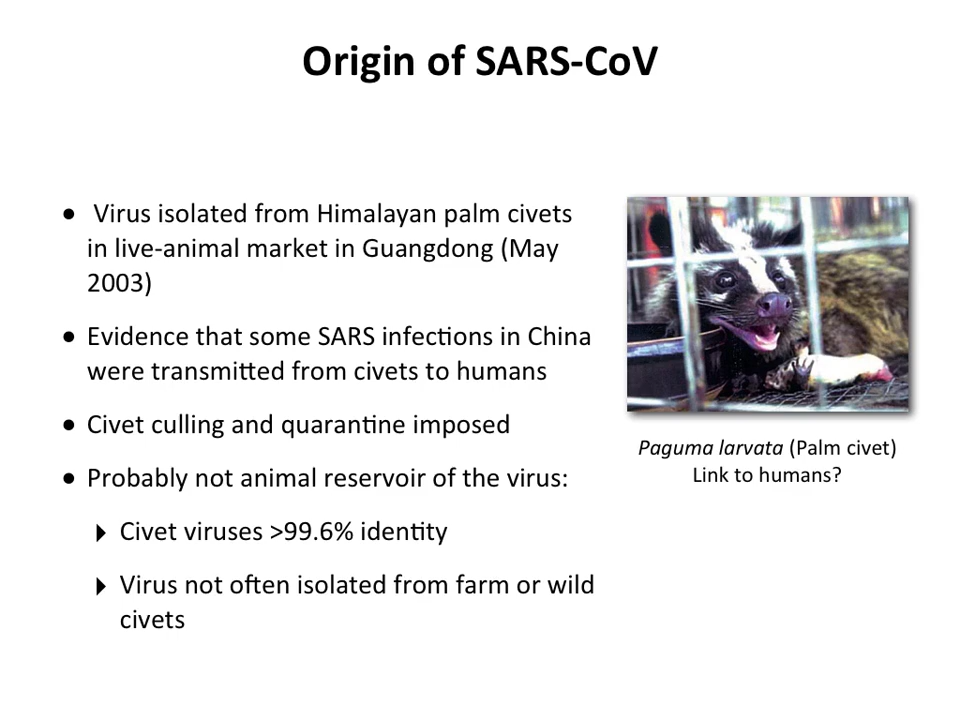 Origin of SARS-CoV
• Virus isolated from Himalayan palm civets
in live-animal market in Guangdong (May
2003)
• Evidence that some SARS infections in China
were transmitted from civets to humans
• Civet culling and quarantine imposed
• Probably not animal reservoir of the virus:
‣ Civet viruses >99.6% identity
‣ Virus not often isolated from farm or wild
civets
Paguma larvata (Palm civet)
Link to humans?